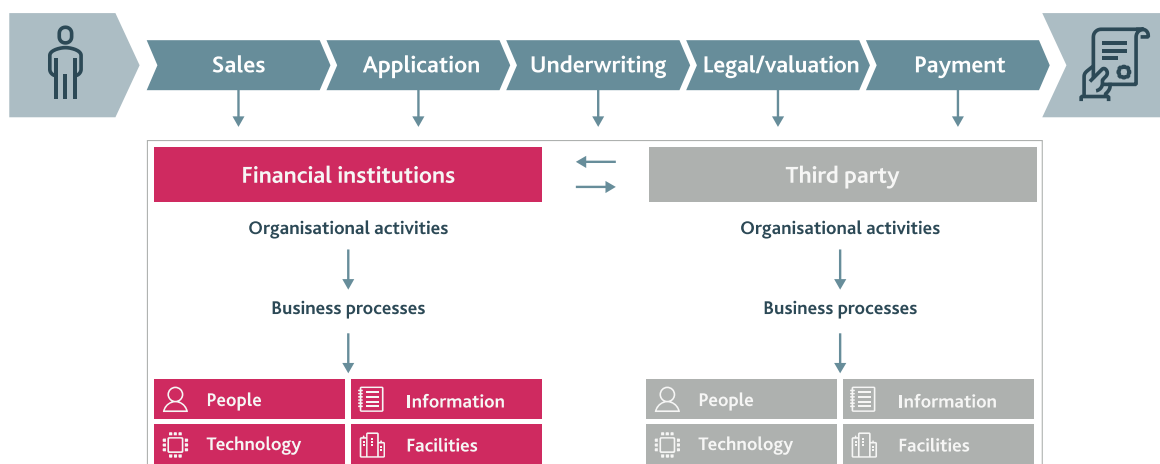 Sales
Application
Underwriting
Legal/valuation
Payment
Financial institutions
Third party
Organisational activities
Organisational activities
Business processes
Business processes
People
Information
People
Information
Technology
Facilities
Technology
Facilities